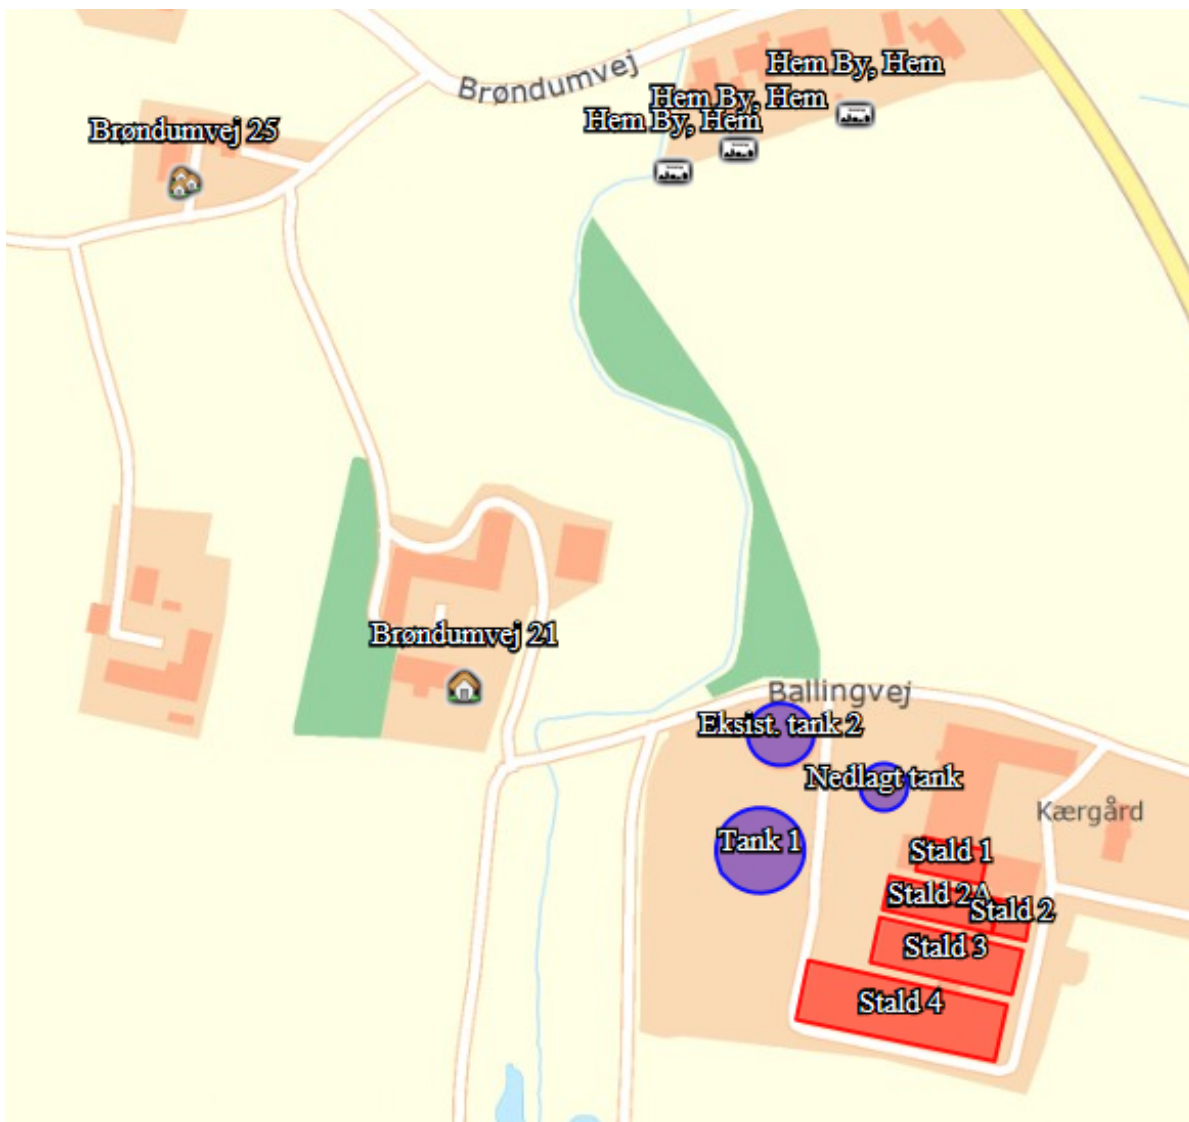 Brøndumvej
Hem By, Hem
Hem By, Hem
Hem By, Hem
Brøndumvej 25
Brøndumvej 21
Ballingvej
Eksist. tank 2
Nedlagt tank
Kærgård
Tank 1
Stald 1
Stald 2A
Stald 2
Stald 3
Stald 4